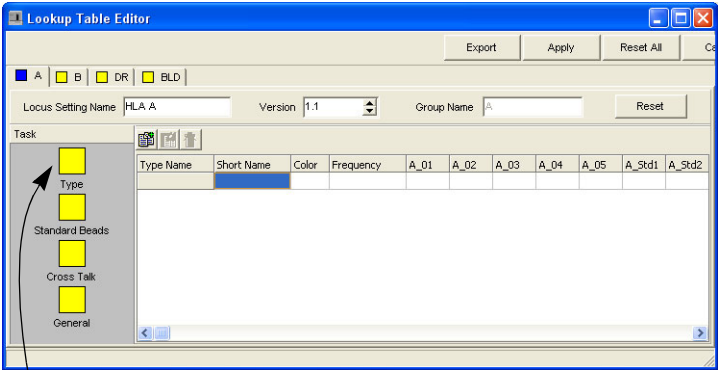 Lookup Table Editor
Export Apply Reset All Ca
A B DR BLD
Locus Setting Name HLA A Version 1.1 Group Name A Reset
Task
Type Name Short Name Color Frequency A_01 A_02 A_03 A_04 A_05 A_Std1 A_Std2
Type
Standard Beads
Cross Talk
General